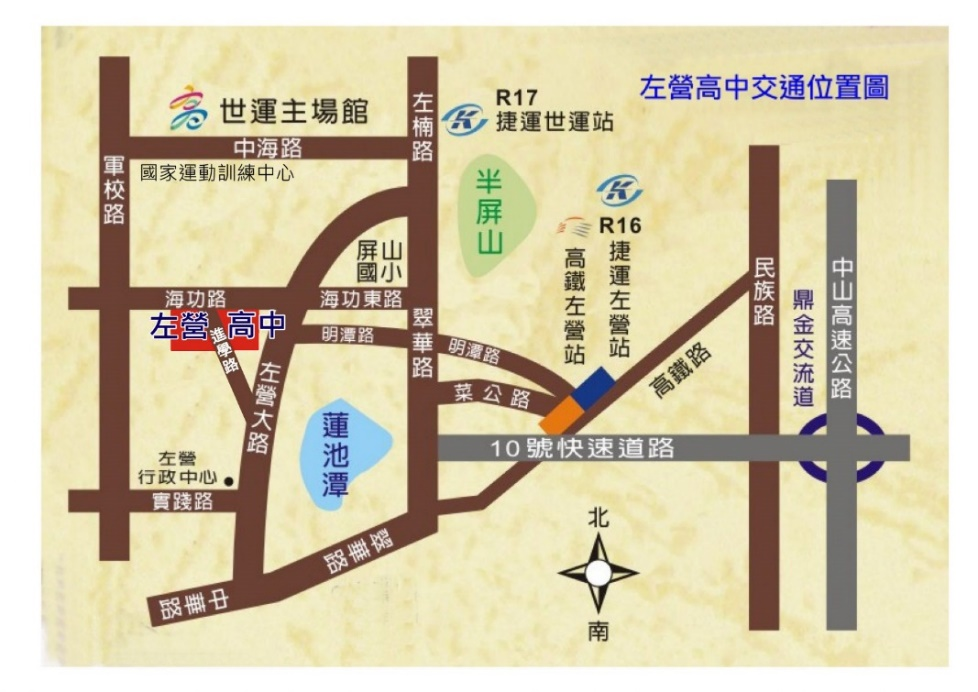 左營高中交通位置圖
世運主場館
R17
捷運世運站
左楠路
中海路
國家運動訓練中心
軍校路
半屏山
R16
捷運左營站
高鐵左營站
屏山
國小
民族路
中山高速公路
鼎金交流道
海功路
海功東路
左營高中
進學路
明潭路
翠華路
明潭路
高鐵路
菜公路
左營大路
蓮池潭
10號快速道路
左營
行政中心
實踐路
翠華路
中華路
北
南